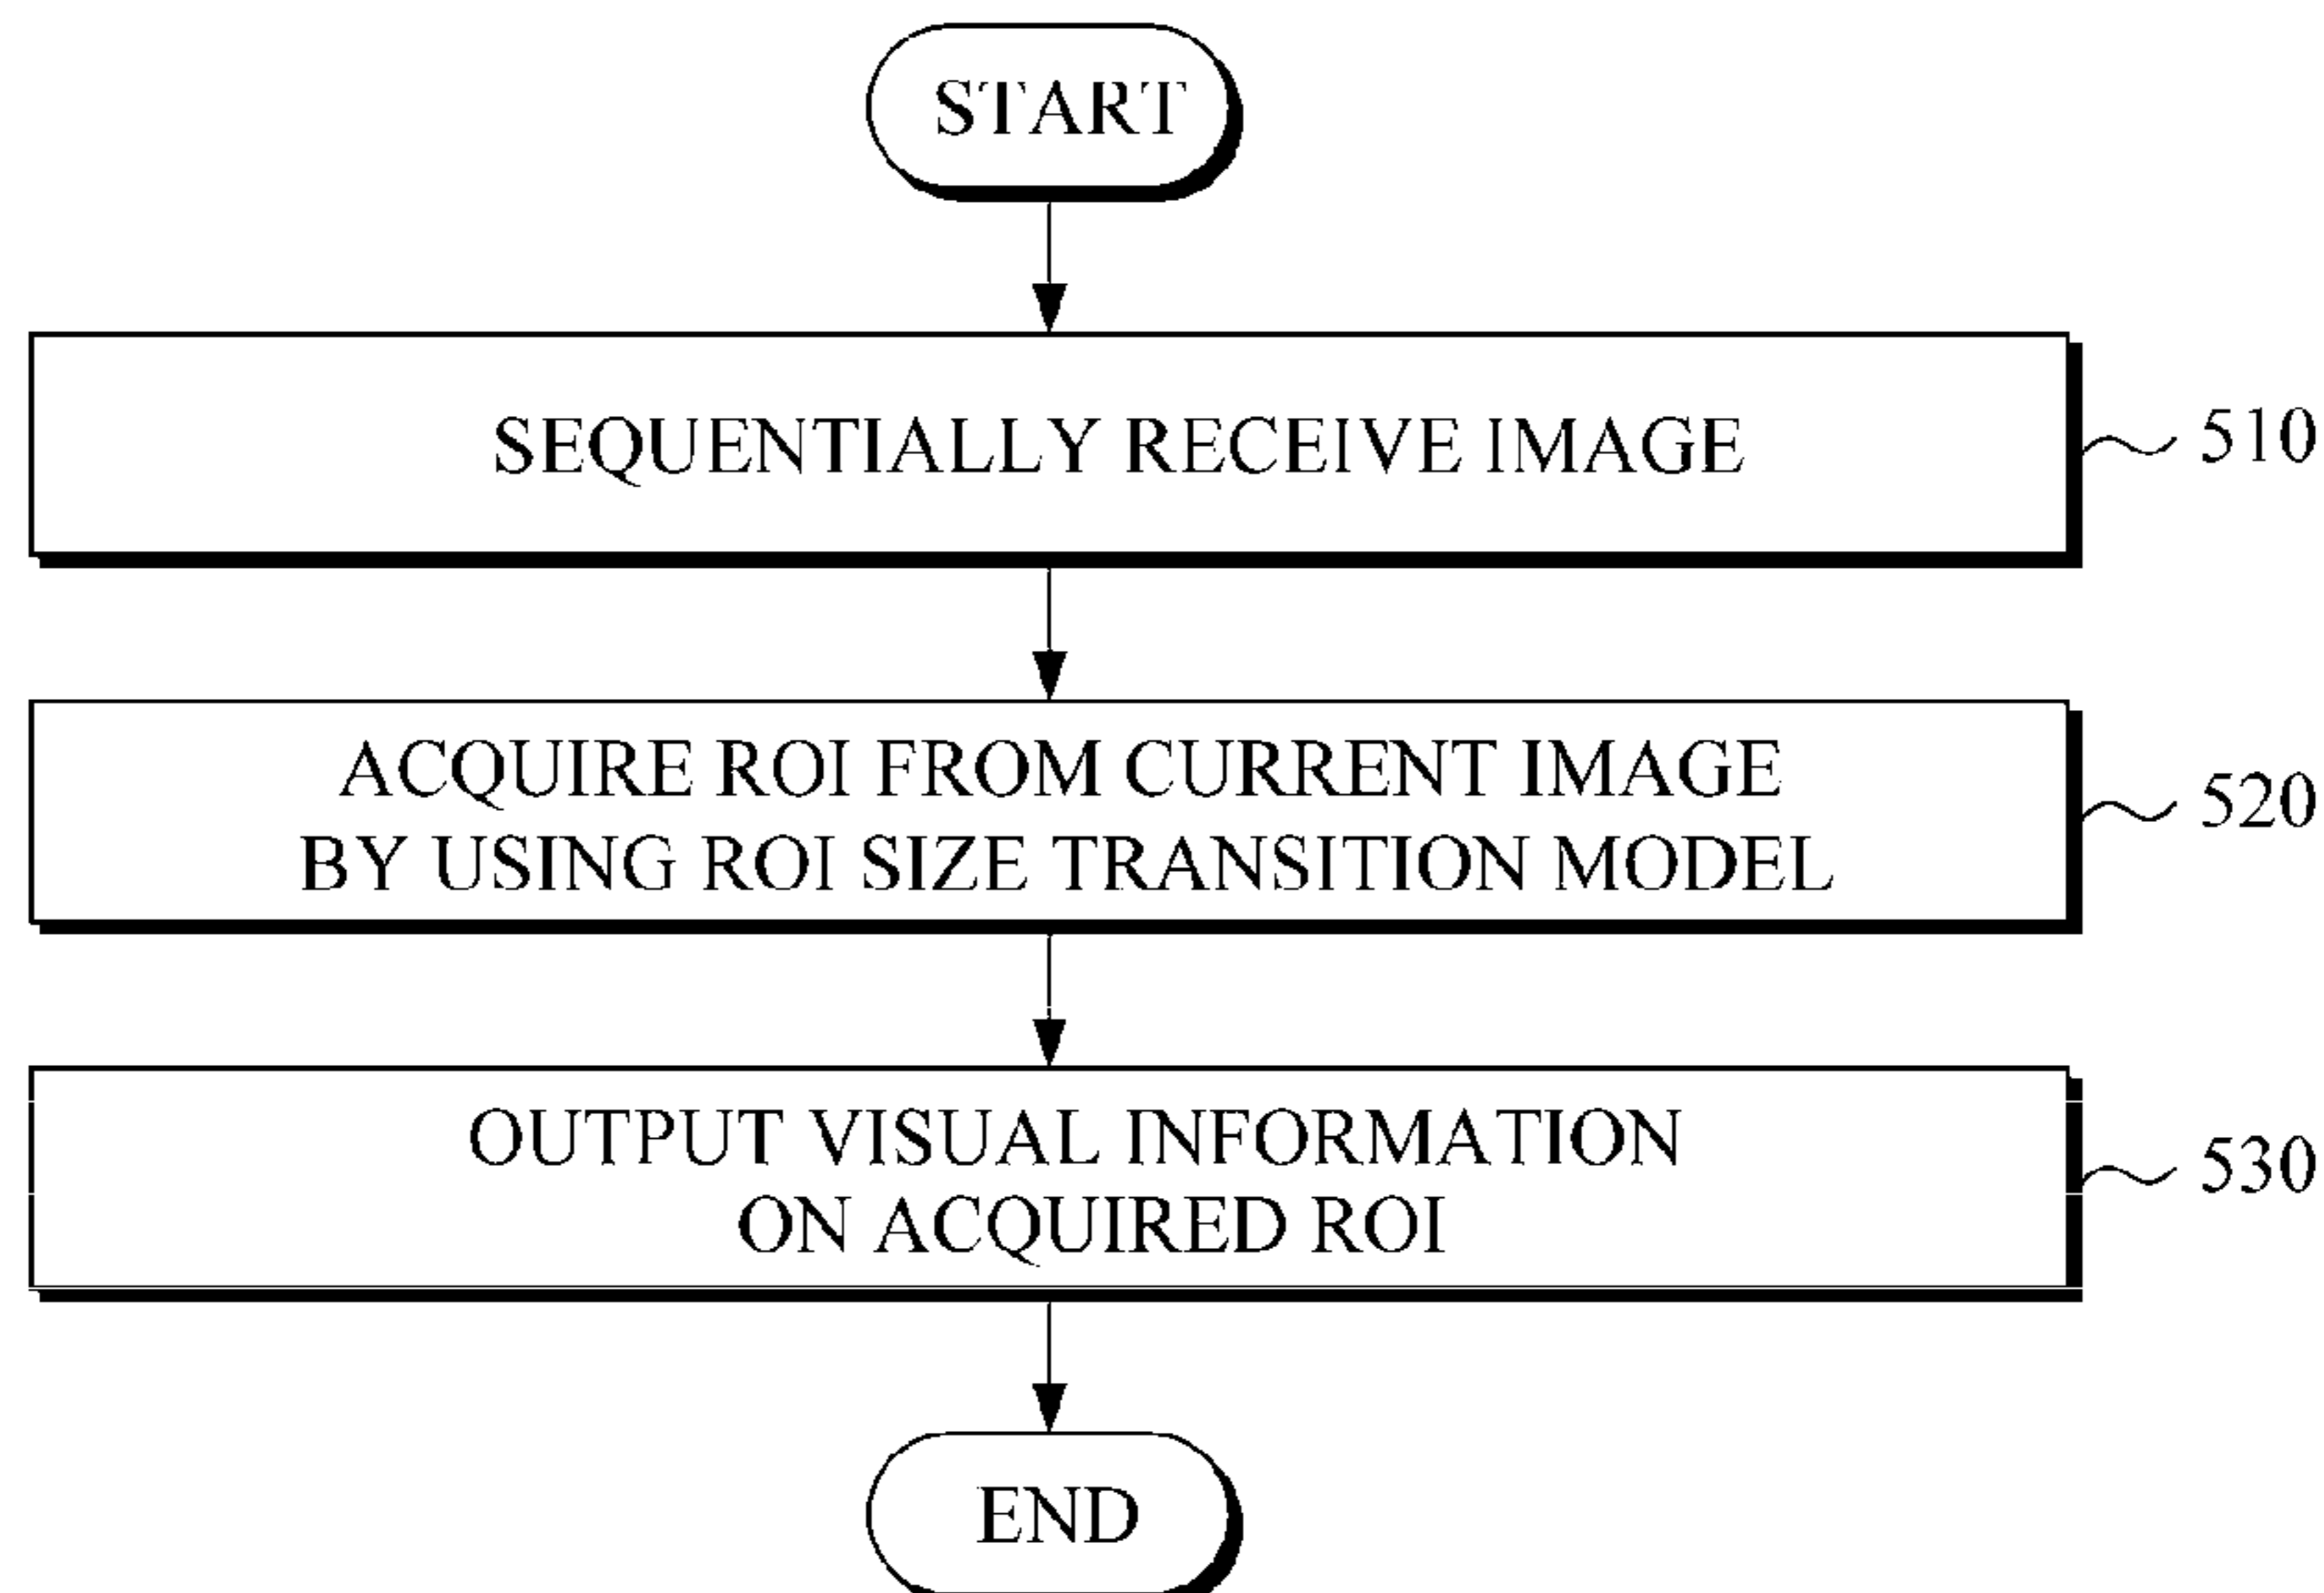 START
SEQUENTIALLY RECEIVE IMAGE
510
ACQUIRE ROI FROM CURRENT IMAGE
BY USING ROI SIZE TRANSITION MODEL
520
OUTPUT VISUAL INFORMATION
ON ACQUIRED ROI
530
END